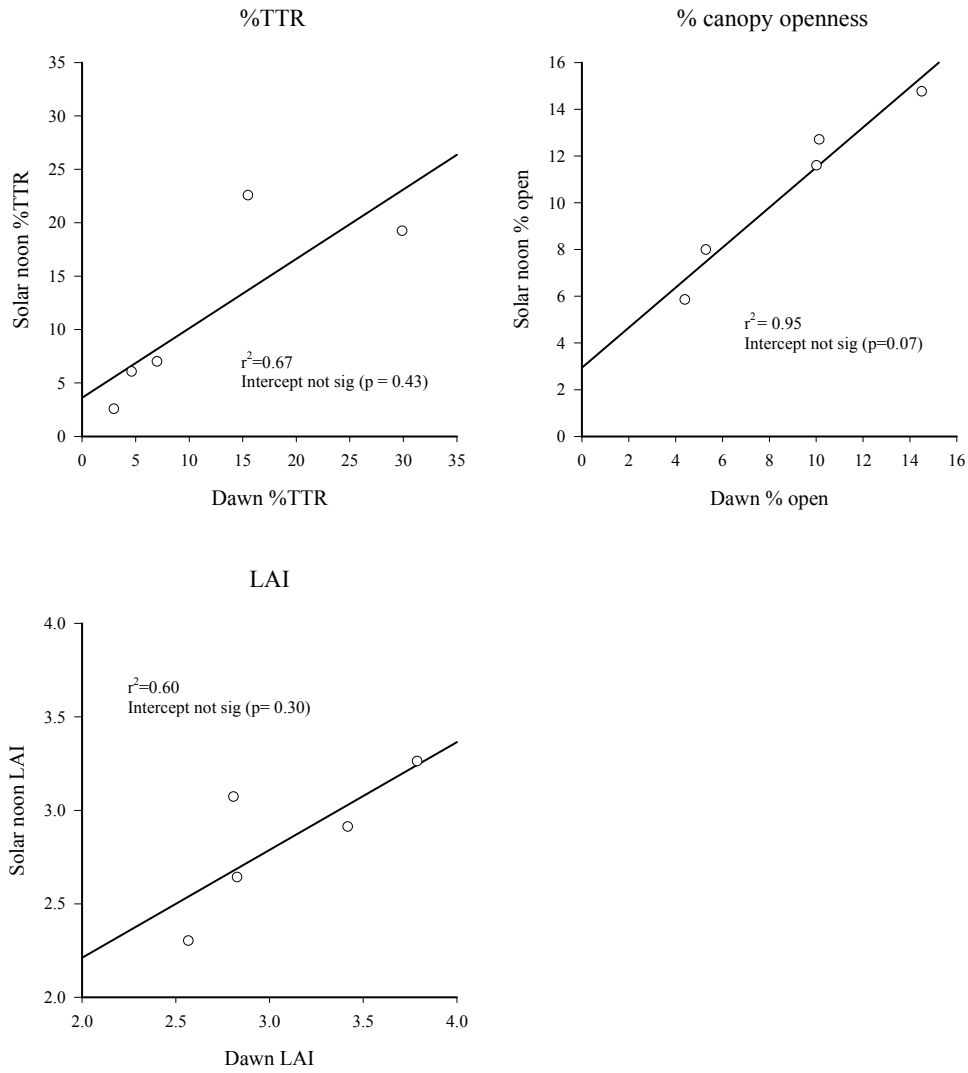 %TTR
35
30
25
20
15
10
5
0
Solar noon %TTR
r²=0.67
Intercept not sig (p = 0.43)
0 5 10 15 20 25 30 35
Dawn %TTR
% canopy openness
16
14
12
10
8
6
4
2
0
Solar noon % open
r²= 0.95
Intercept not sig (p=0.07)
0 2 4 6 8 10 12 14 16
Dawn % open
LAI
4.0
3.5
3.0
2.5
2.0
Solar noon LAI
r²=0.60
Intercept not sig (p= 0.30)
2.0 2.5 3.0 3.5 4.0
Dawn LAI